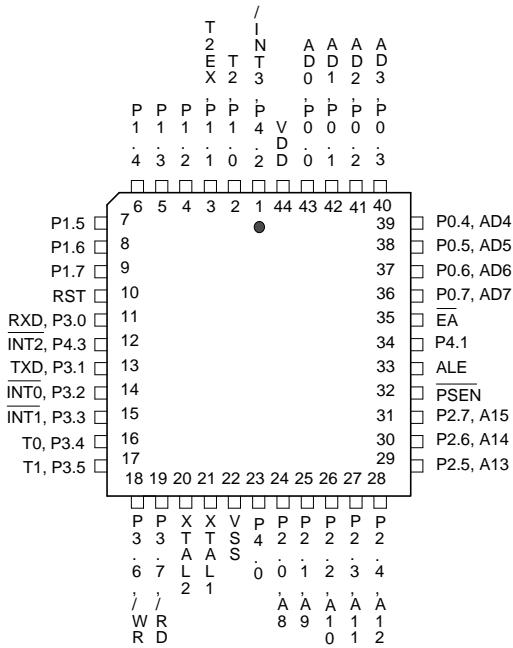 T2EX, P1.1
T2, P1.0
/INT3, P4.2
AD0, P0.0
AD1, P0.1
AD2, P0.2
AD3, P0.3
P1.4
P1.3
P1.2
VDD
6 5 4 3 2 1 44 43 42 41 40
P1.5 7
P1.6 8
P1.7 9
RST 10
RXD, P3.0 11
INT2, P4.3 12
TXD, P3.1 13
INT0, P3.2 14
INT1, P3.3 15
T0, P3.4 16
T1, P3.5 17
39 P0.4, AD4
38 P0.5, AD5
37 P0.6, AD6
36 P0.7, AD7
35 EA
34 P4.1
33 ALE
32 PSEN
31 P2.7, A15
30 P2.6, A14
29 P2.5, A13
18 19 20 21 22 23 24 25 26 27 28
P3.6, /WR
P3.7, /RD
XTAL2
XTAL1
VSS
P4.0
P2.0, A8
P2.1, A9
P2.2, A10
P2.3, A11
P2.4, A12